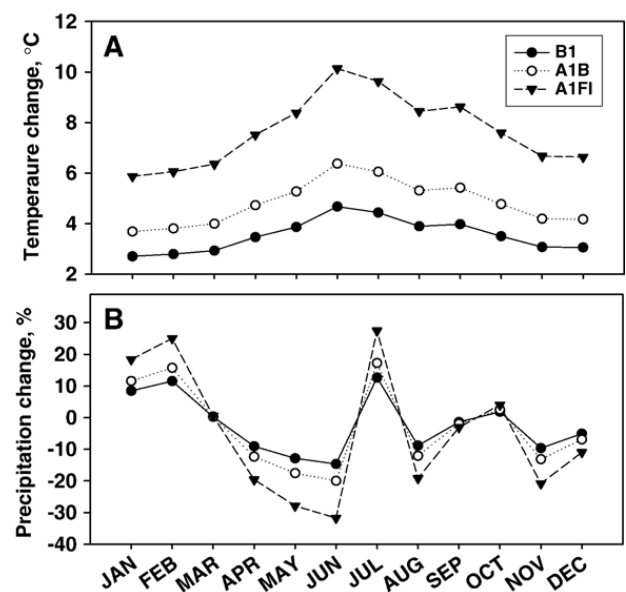 A
B1
A1B
A1FI
12
10
8
6
4
2
Temperaure change, °C
B
30
20
10
0
-10
-20
-30
-40
Precipitation change, %
JAN
FEB
MAR
APR
MAY
JUN
JUL
AUG
SEP
OCT
NOV
DEC